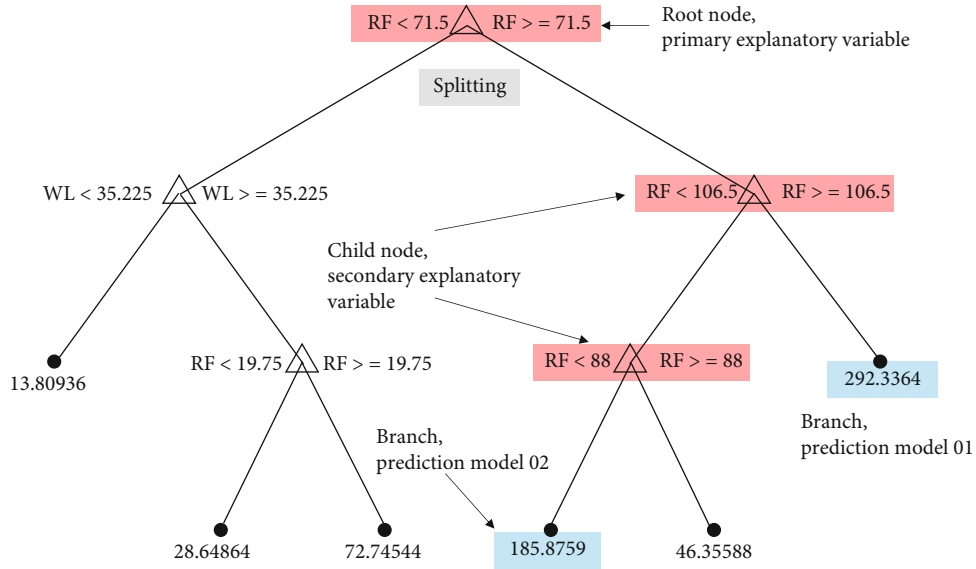 RF < 71.5 RF > = 71.5
Root node,
primary explanatory variable
Splitting
WL < 35.225 WL > = 35.225
RF < 106.5 RF > = 106.5
Child node,
secondary explanatory
variable
13.80936
RF < 19.75 RF > = 19.75
RF < 88 RF > = 88
292.3364
Branch,
prediction model 01
Branch,
prediction model 02
28.64864
72.74544
185.8759
46.35588